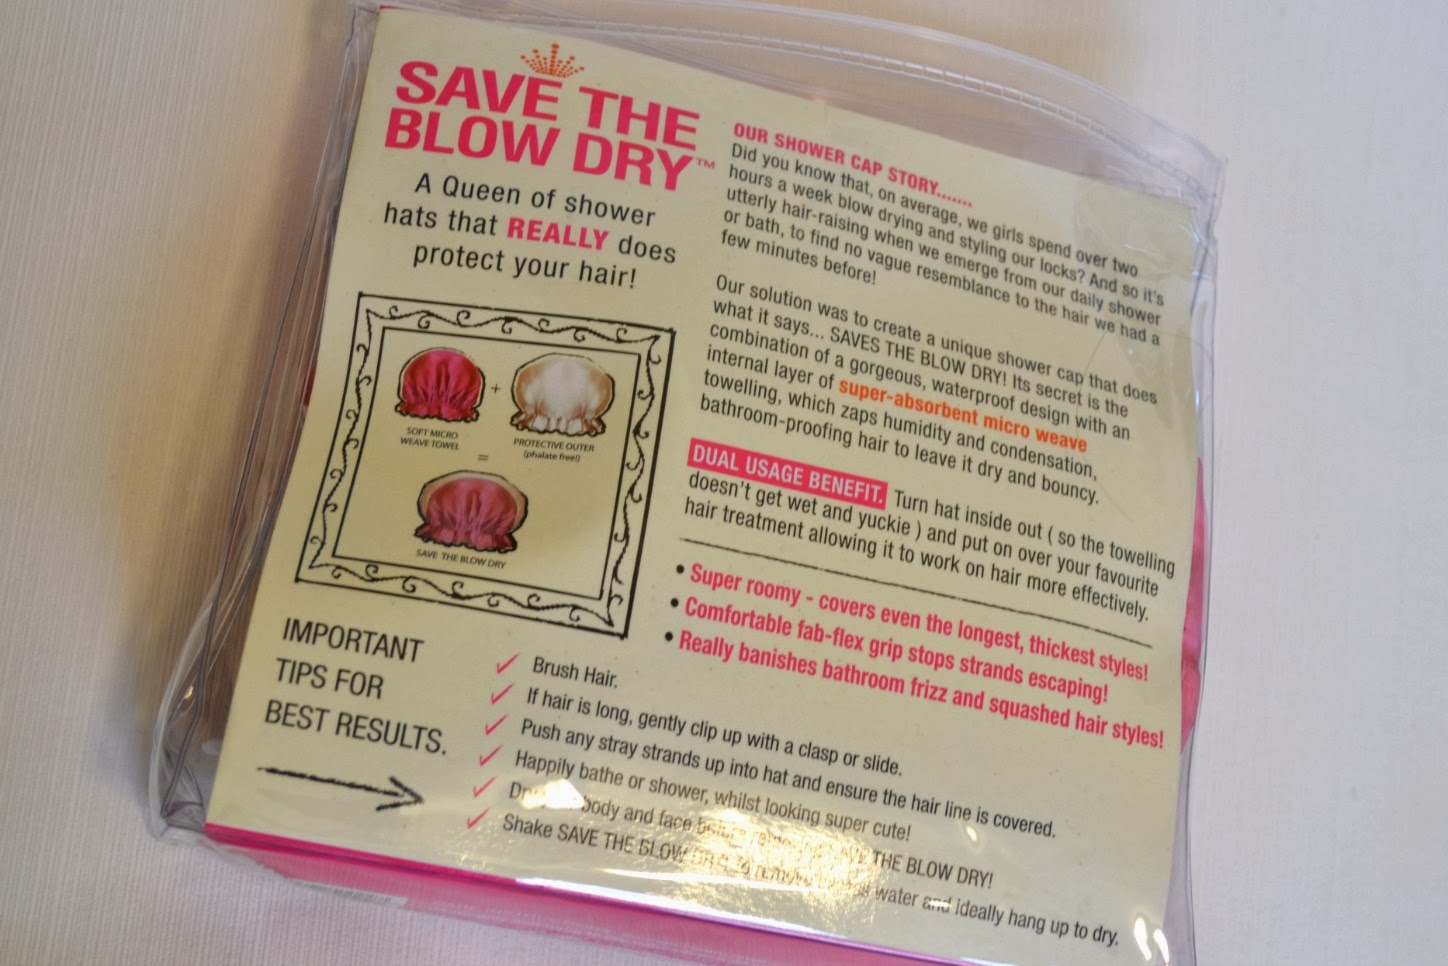 SAVE THE
BLOW DRY™
A Queen of shower
hats that REALLY does
protect your hair!
SOFT MICRO
WEAVE TOWEL
+
PROTECTIVE OUTER
(phalate free!)
=
SAVE THE BLOW DRY
OUR SHOWER CAP STORY.......
Did you know that, on average, we girls spend over two
hours a week blow drying and styling our locks? And so it's
utterly hair-raising when we emerge from our daily shower
or bath, to find no vague resemblance to the hair we had a
few minutes before!
Our solution was to create a unique shower cap that does
what it says... SAVES THE BLOW DRY! Its secret is the
combination of a gorgeous, waterproof design with an
internal layer of super-absorbent micro weave
towelling, which zaps humidity and condensation,
bathroom-proofing hair to leave it dry and bouncy.
DUAL USAGE BENEFIT. Turn hat inside out ( so the towelling
doesn't get wet and yuckie ) and put on over your favourite
hair treatment allowing it to work on hair more effectively.
• Super roomy - covers even the longest, thickest styles!
• Comfortable fab-flex grip stops strands escaping!
• Really banishes bathroom frizz and squashed hair styles!
IMPORTANT
TIPS FOR
BEST RESULTS.
✓ Brush Hair.
✓ If hair is long, gently clip up with a clasp or slide.
✓ Push any stray strands up into hat and ensure the hair line is covered.
✓ Happily bathe or shower, whilst looking super cute!
✓ body and face before SAVE THE BLOW DRY!
✓ Shake SAVE THE BLOW DRY to remove water and ideally hang up to dry.